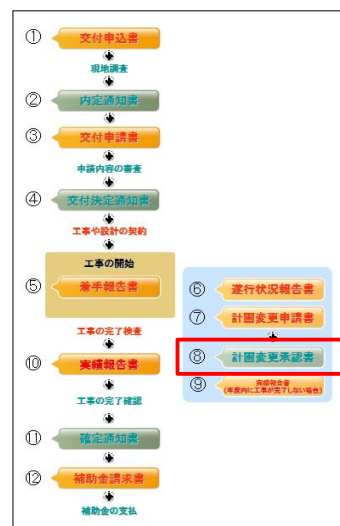 ① 交付申込書
現地調査
② 内定通知書
③ 交付申請書
申請内容の審査
④ 交付決定通知書
工事や設計の契約
工事の開始
⑤ 着手報告書
工事の完了検査
⑩ 実績報告書
工事の完了確認
⑪ 確定通知書
⑫ 補助金請求書
補助金の支払
⑥ 遂行状況報告書
⑦ 計画変更申請書
⑧ 計画変更承認書
⑨ 実績報告書
(年度内に工事が完了しない場合)